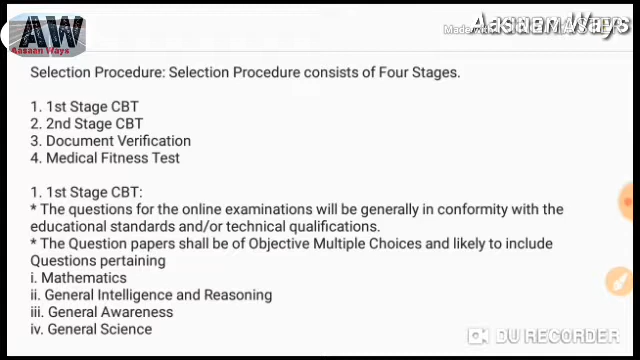 AW
Aasaan Ways
Aasaan Ways
Selection Procedure: Selection Procedure consists of Four Stages.
1. 1st Stage CBT
2. 2nd Stage CBT
3. Document Verification
4. Medical Fitness Test
1. 1st Stage CBT:
* The questions for the online examinations will be generally in conformity with the
educational standards and/or technical qualifications.
* The Question papers shall be of Objective Multiple Choices and likely to include
Questions pertaining
i. Mathematics
ii. General Intelligence and Reasoning
iii. General Awareness
iv. General Science
DU RECORDER